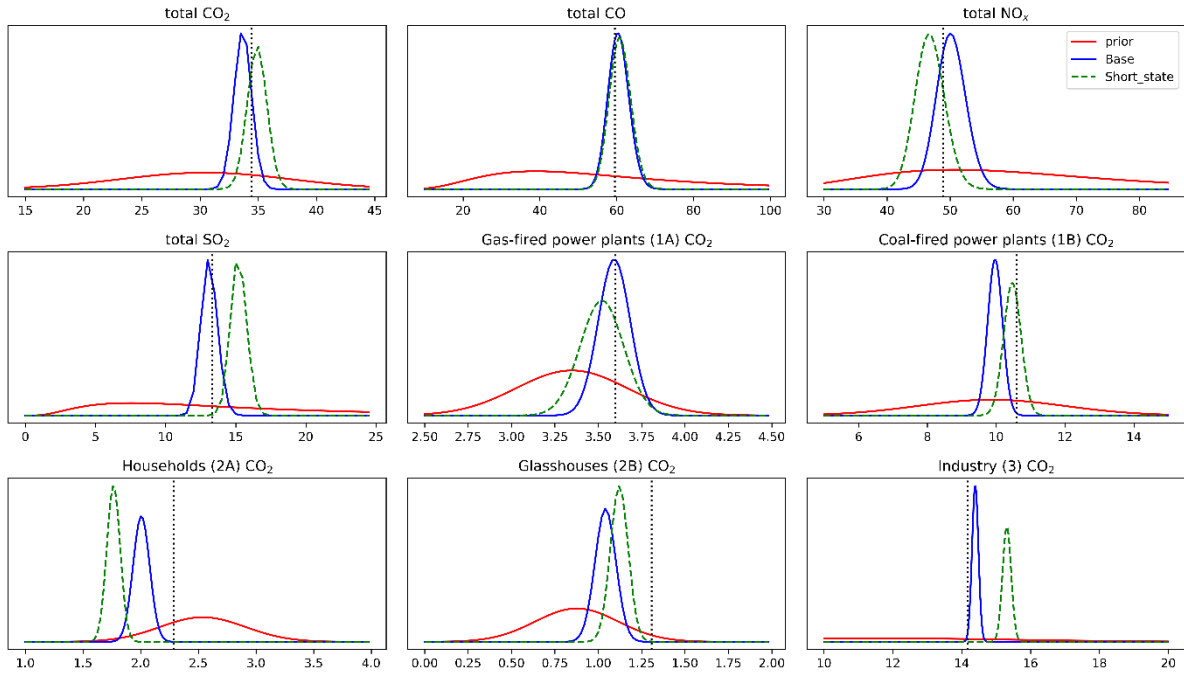 total CO₂ total CO total NOₓ
prior
Base
Short_state
15 20 25 30 35 40 45 20 40 60 80 100 30 40 50 60 70 80
total SO₂ Gas-fired power plants (1A) CO₂ Coal-fired power plants (1B) CO₂
0 5 10 15 20 25 2.50 2.75 3.00 3.25 3.50 3.75 4.00 4.25 4.50 6 8 10 12 14
Households (2A) CO₂ Glasshouses (2B) CO₂ Industry (3) CO₂
1.0 1.5 2.0 2.5 3.0 3.5 4.0 0.00 0.25 0.50 0.75 1.00 1.25 1.50 1.75 2.00 10 12 14 16 18 20